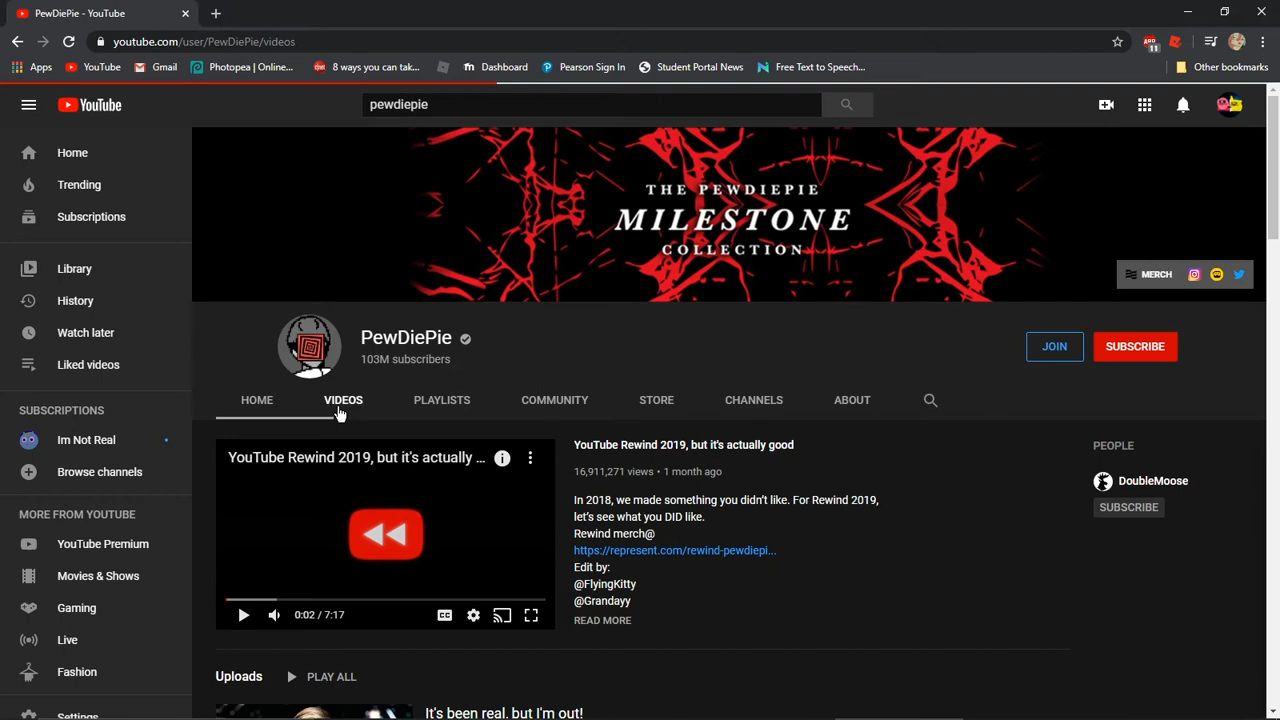 PewDiePie - YouTube
youtube.com/user/PewDiePie/videos
ABP 11
Apps YouTube Gmail Photopea | Online... 8 ways you can tak... Dashboard Pearson Sign In Student Portal News Free Text to Speech... Other bookmarks
YouTube
pewdiepie
Home
Trending
Subscriptions
Library
History
Watch later
Liked videos
SUBSCRIPTIONS
Im Not Real
Browse channels
MORE FROM YOUTUBE
YouTube Premium
Movies & Shows
Gaming
Live
Fashion
Settings
THE PEWDIEPIE
MILESTONE
COLLECTION
MERCH
PewDiePie
103M subscribers
JOIN SUBSCRIBE
HOME VIDEOS PLAYLISTS COMMUNITY STORE CHANNELS ABOUT
YouTube Rewind 2019, but it's actually ...
0:02 / 7:17
CC
YouTube Rewind 2019, but it's actually good
16,911,271 views • 1 month ago
In 2018, we made something you didn't like. For Rewind 2019,
let's see what you DID like.
Rewind merch@
https://represent.com/rewind-pewdiepi...
Edit by:
@FlyingKitty
@Grandayy
READ MORE
PEOPLE
DoubleMoose
SUBSCRIBE
Uploads PLAY ALL
It's been real, but I'm out!